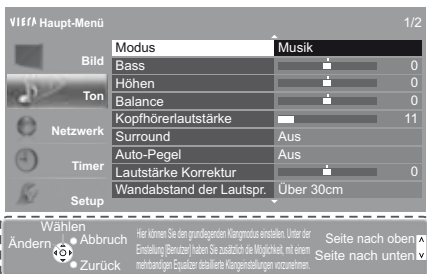 VIErA Haupt-Menü 1/2
Bild
Ton
Netzwerk
Timer
Setup
Modus Musik
Bass 0
Höhen 0
Balance 0
Kopfhörerlautstärke 11
Surround Aus
Auto-Pegel Aus
Lautstärke Korrektur 0
Wandabstand der Lautspr. Über 30cm
Wählen
Ändern
Abbruch
Zurück
Hier können Sie den grundlegenden Klangmodus einstellen. Unter der
Einstellung [Benutzer] haben Sie zusätzlich die Möglichkeit, mit einem
mehrbandigen Equalizer detaillierte Klangeinstellungen vorzunehmen.
Seite nach oben
Seite nach unten